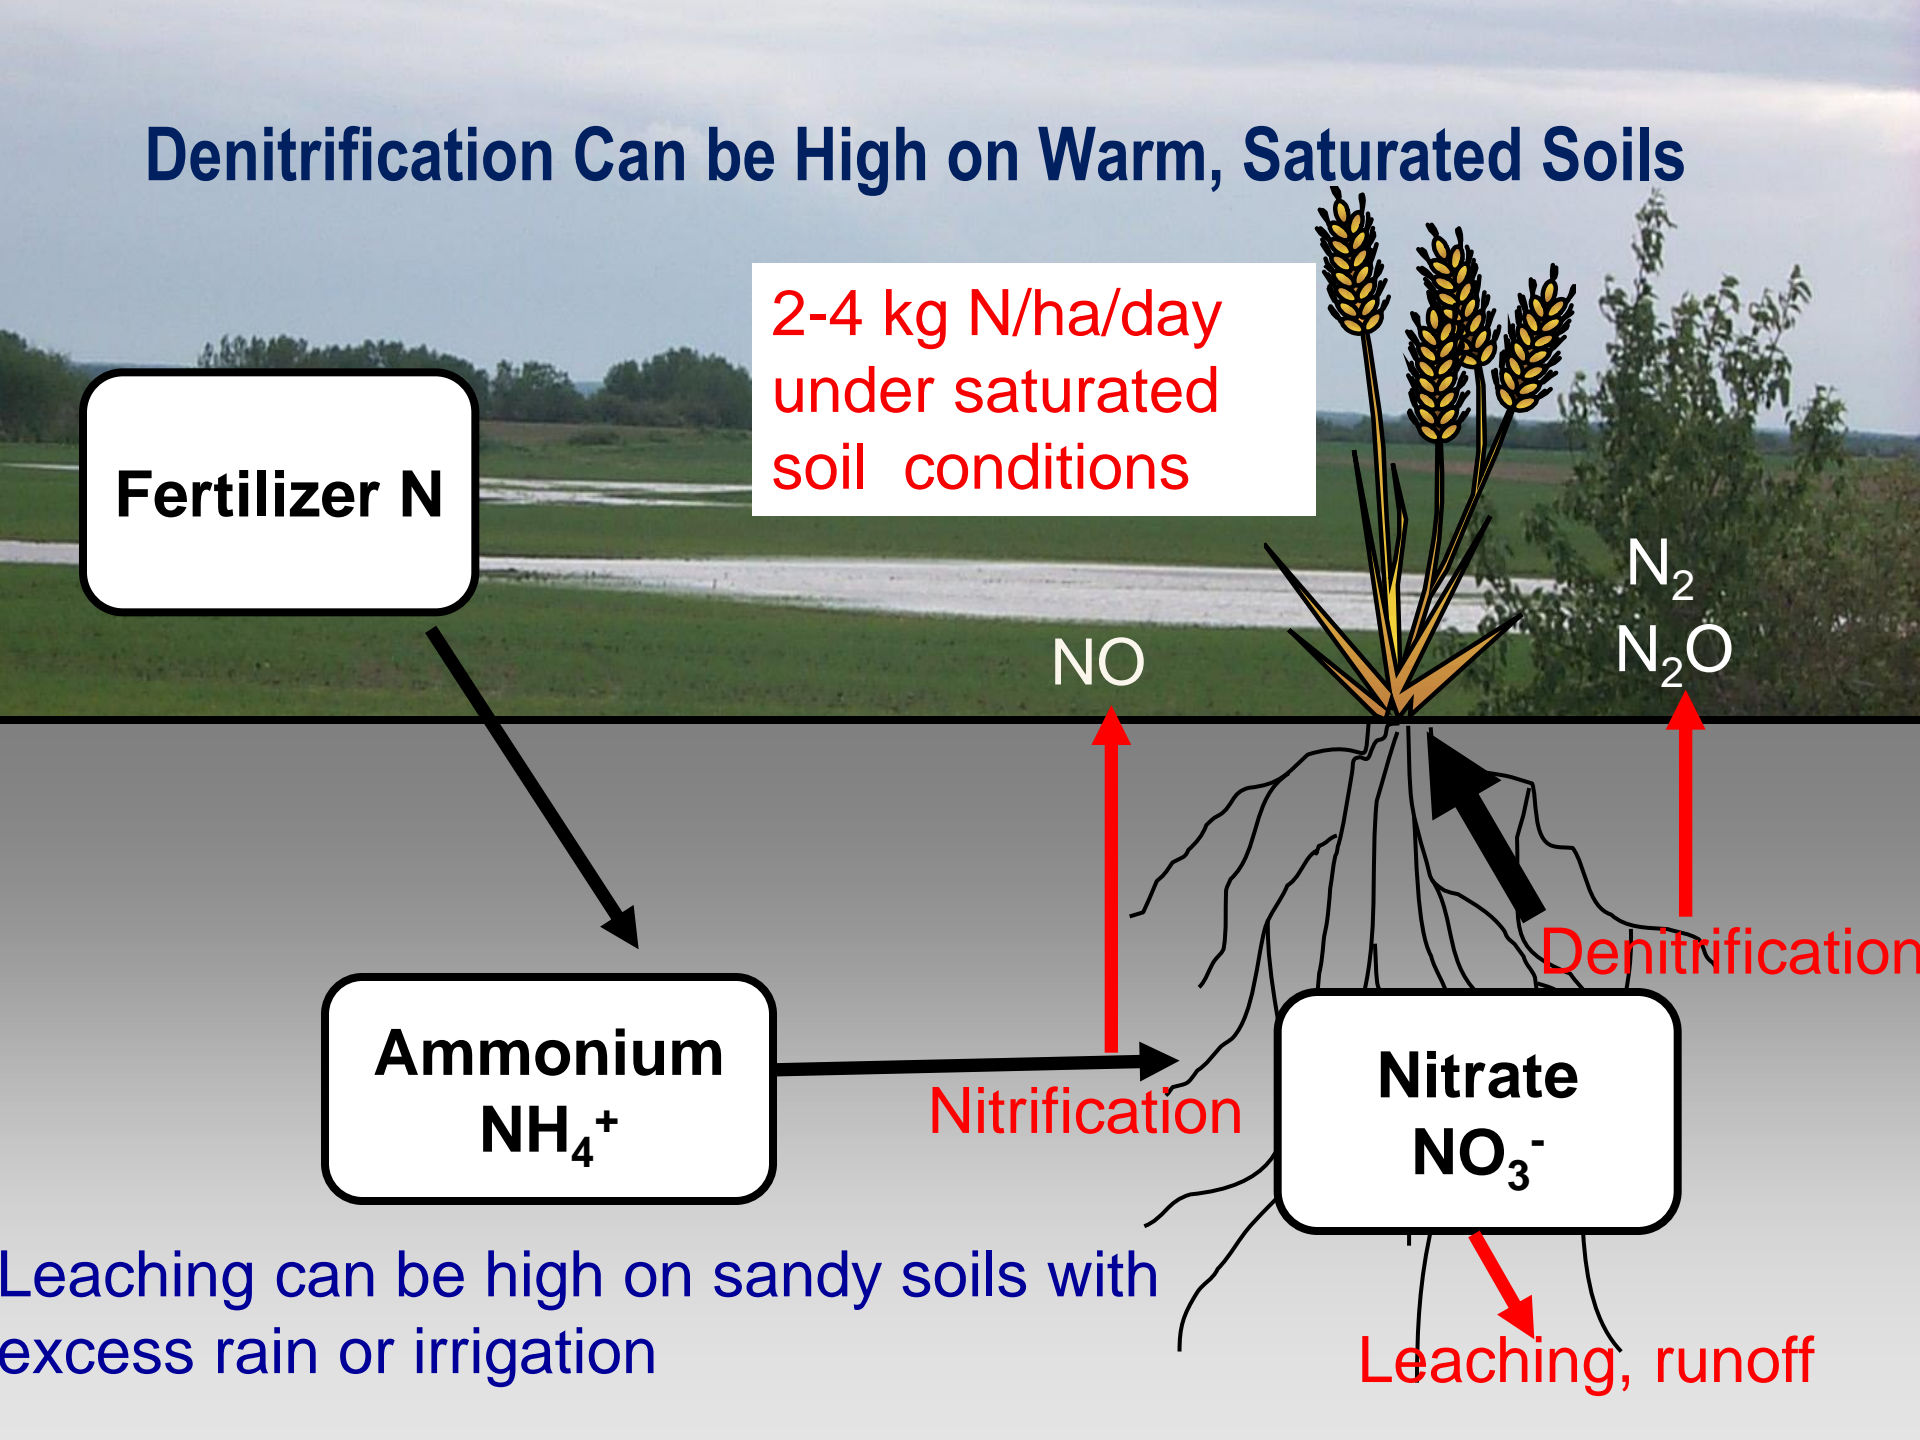 Denitrification Can be High on Warm, Saturated Soils
2-4 kg N/ha/day
under saturated
soil  conditions
Fertilizer N
N₂
NO
N₂O
Denitrification
Ammonium
NH₄⁺
Nitrification
Nitrate
NO₃⁻
Leaching can be high on sandy soils with
excess rain or irrigation
Leaching, runoff